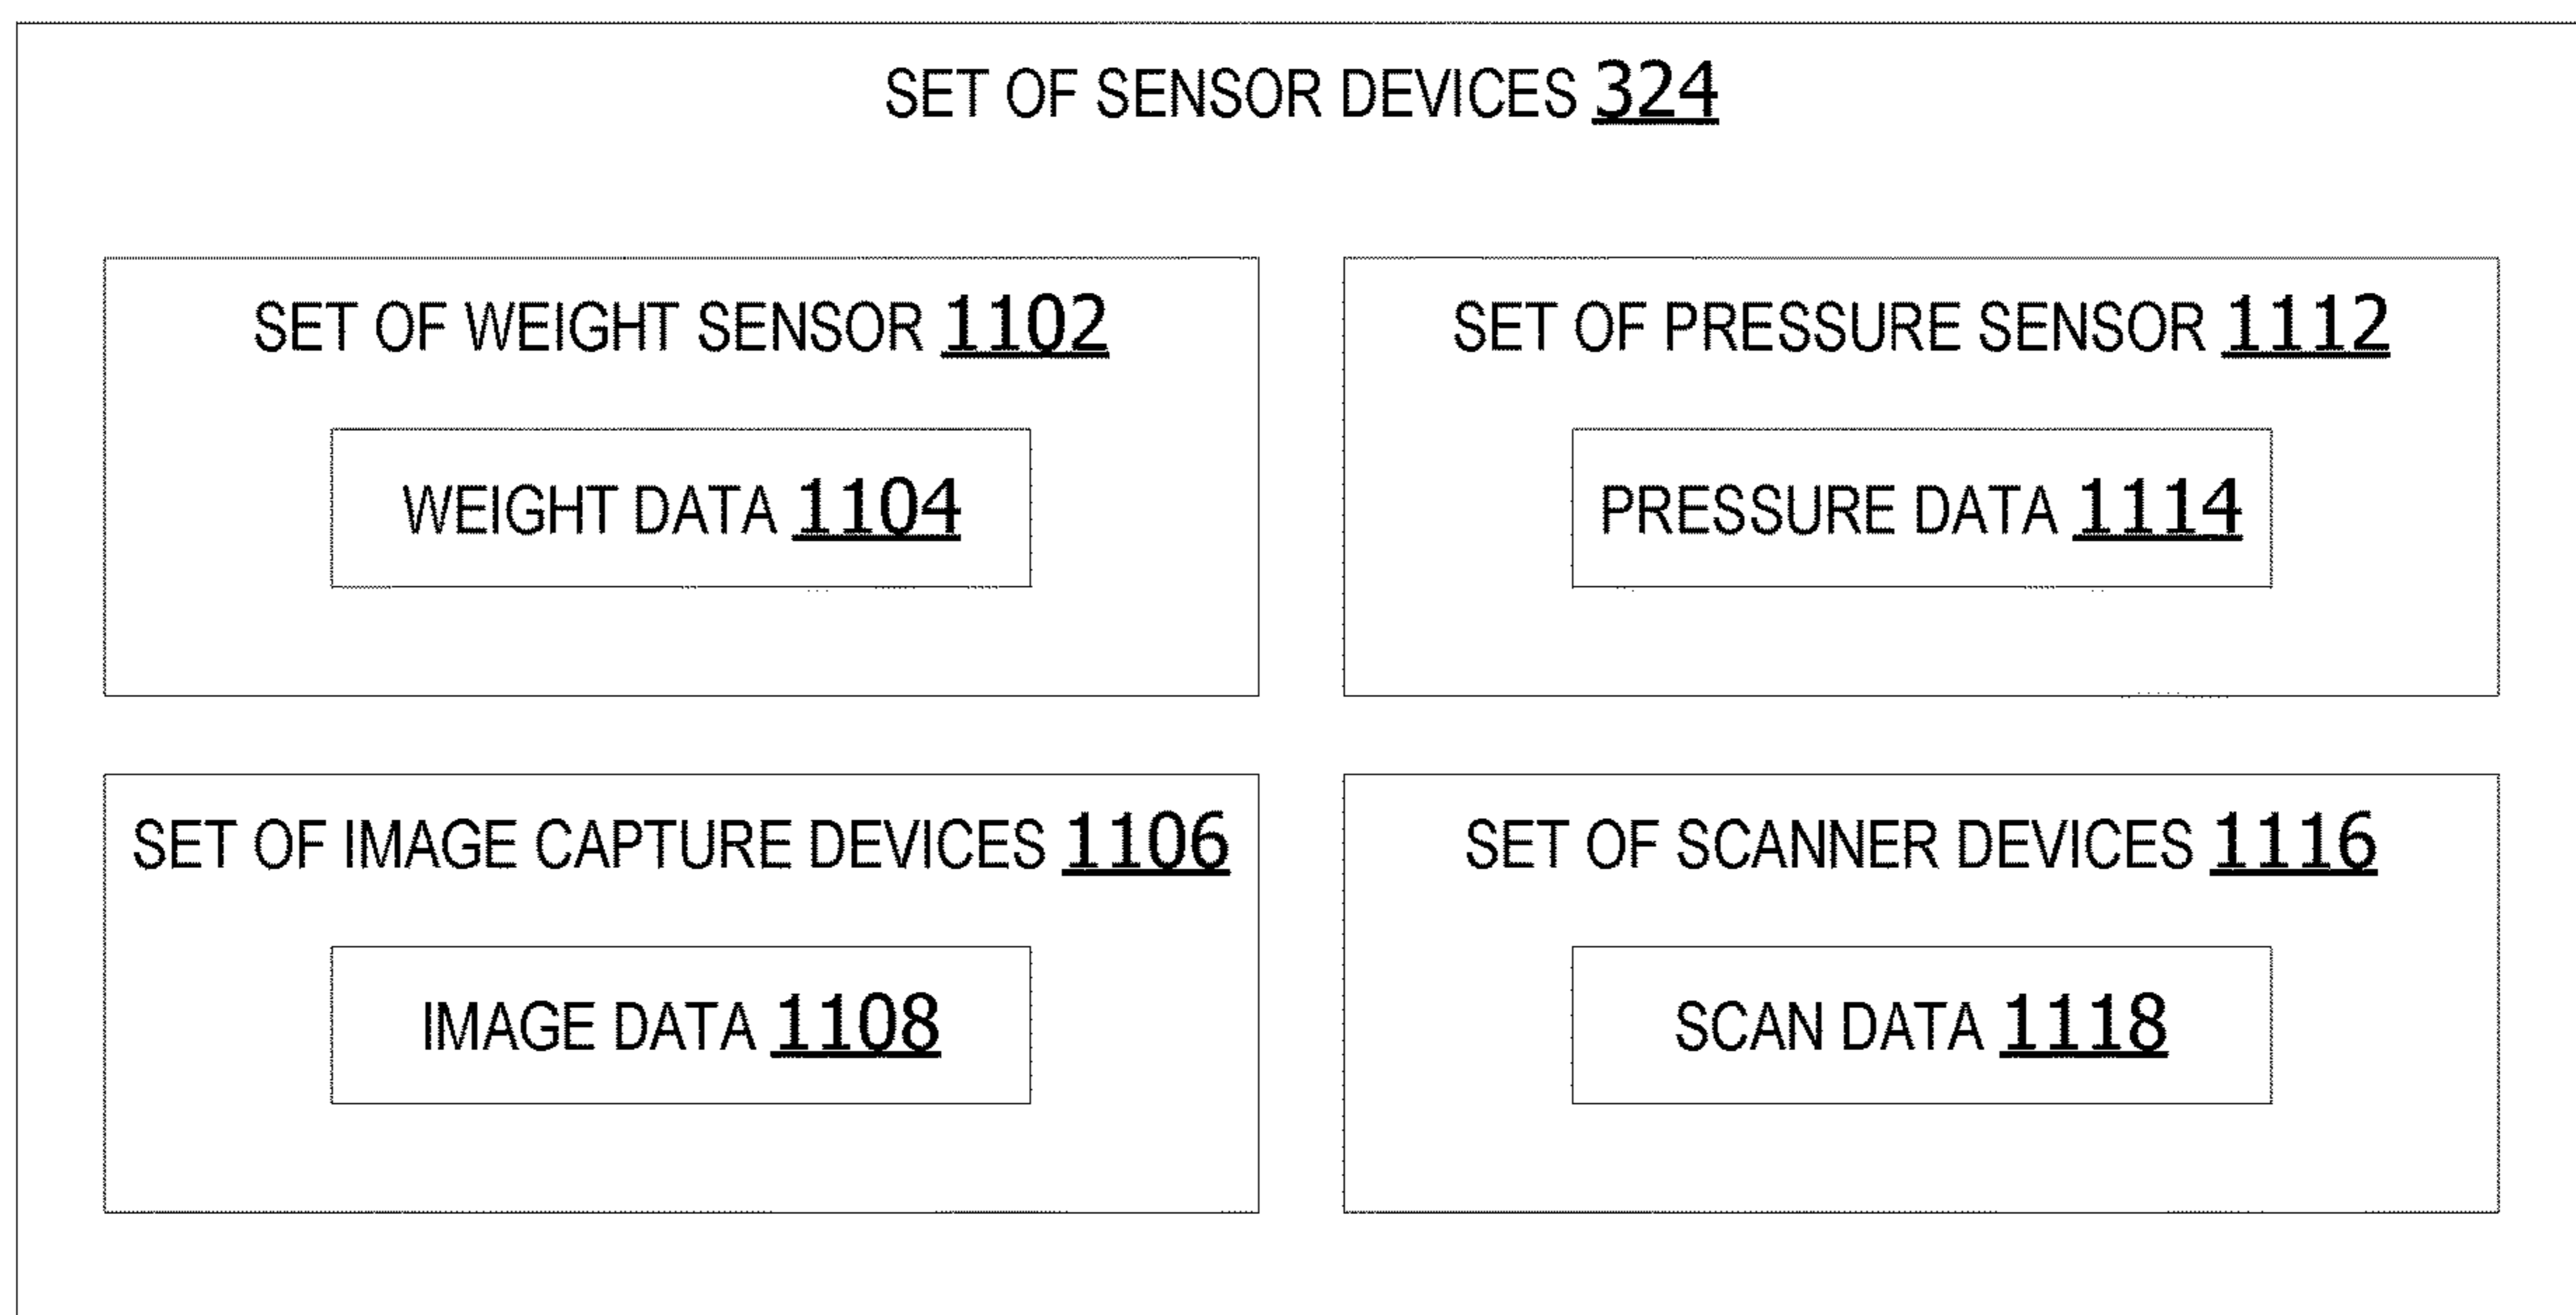 SET OF SENSOR DEVICES 324
SET OF WEIGHT SENSOR 1102
WEIGHT DATA 1104
SET OF PRESSURE SENSOR 1112
PRESSURE DATA 1114
SET OF IMAGE CAPTURE DEVICES 1106
IMAGE DATA 1108
SET OF SCANNER DEVICES 1116
SCAN DATA 1118